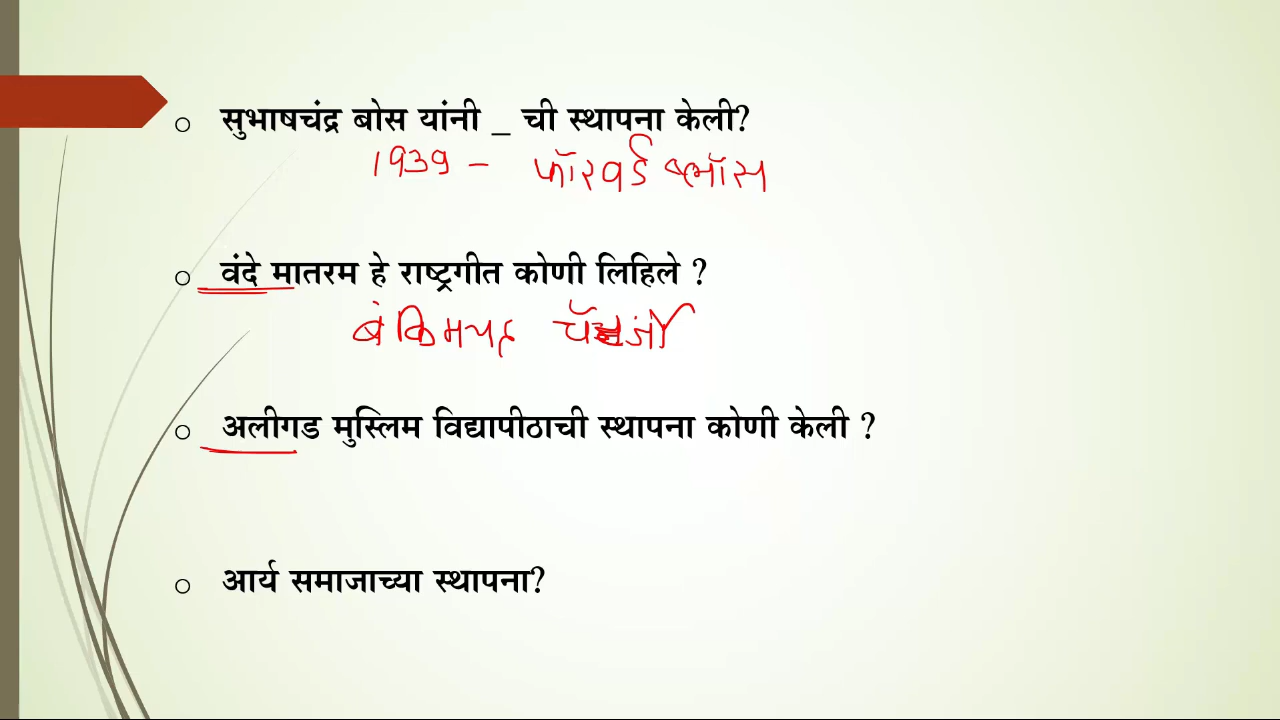 सुभाषचंद्र बोस यांनी _ ची स्थापना केली?
1939 - फॉरवर्ड ब्लॉस
वंदे मातरम हे राष्ट्रगीत कोणी लिहिले ?
बंकिमचंद्र चॅटर्जी
अलीगड मुस्लिम विद्यापीठाची स्थापना कोणी केली ?
आर्य समाजाच्या स्थापना?